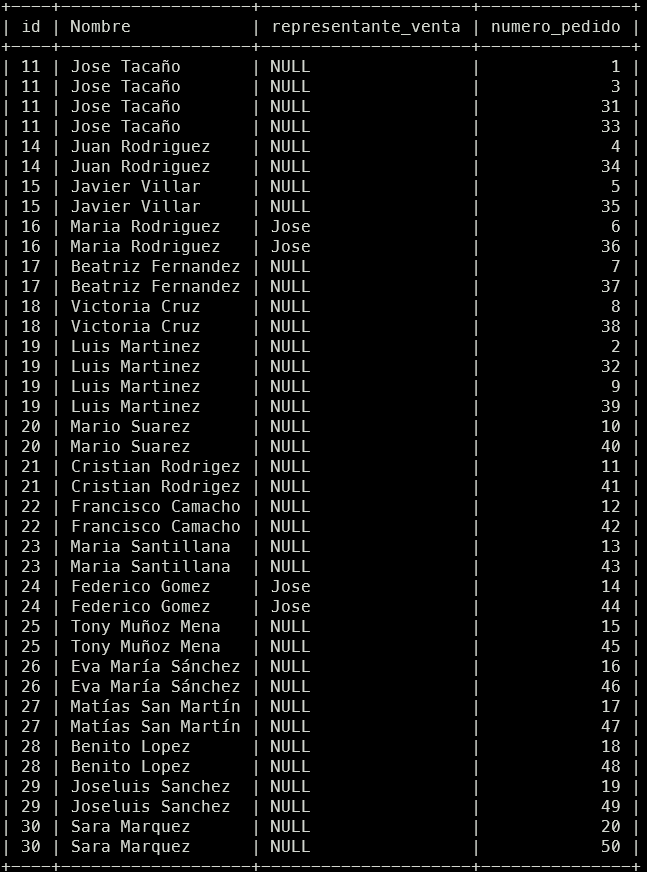 +----+-------------------+---------------------+---------------+
| id | Nombre            | representante_venta | numero_pedido |
+----+-------------------+---------------------+---------------+
| 11 | Jose Tacaño       | NULL                |             1 |
| 11 | Jose Tacaño       | NULL                |             3 |
| 11 | Jose Tacaño       | NULL                |            31 |
| 11 | Jose Tacaño       | NULL                |            33 |
| 14 | Juan Rodriguez    | NULL                |             4 |
| 14 | Juan Rodriguez    | NULL                |            34 |
| 15 | Javier Villar     | NULL                |             5 |
| 15 | Javier Villar     | NULL                |            35 |
| 16 | Maria Rodriguez   | Jose                |             6 |
| 16 | Maria Rodriguez   | Jose                |            36 |
| 17 | Beatriz Fernandez | NULL                |             7 |
| 17 | Beatriz Fernandez | NULL                |            37 |
| 18 | Victoria Cruz     | NULL                |             8 |
| 18 | Victoria Cruz     | NULL                |            38 |
| 19 | Luis Martinez     | NULL                |             2 |
| 19 | Luis Martinez     | NULL                |            32 |
| 19 | Luis Martinez     | NULL                |             9 |
| 19 | Luis Martinez     | NULL                |            39 |
| 20 | Mario Suarez      | NULL                |            10 |
| 20 | Mario Suarez      | NULL                |            40 |
| 21 | Cristian Rodrigez | NULL                |            11 |
| 21 | Cristian Rodrigez | NULL                |            41 |
| 22 | Francisco Camacho | NULL                |            12 |
| 22 | Francisco Camacho | NULL                |            42 |
| 23 | Maria Santillana  | NULL                |            13 |
| 23 | Maria Santillana  | NULL                |            43 |
| 24 | Federico Gomez    | Jose                |            14 |
| 24 | Federico Gomez    | Jose                |            44 |
| 25 | Tony Muñoz Mena   | NULL                |            15 |
| 25 | Tony Muñoz Mena   | NULL                |            45 |
| 26 | Eva María Sánchez | NULL                |            16 |
| 26 | Eva María Sánchez | NULL                |            46 |
| 27 | Matías San Martín | NULL                |            17 |
| 27 | Matías San Martín | NULL                |            47 |
| 28 | Benito Lopez      | NULL                |            18 |
| 28 | Benito Lopez      | NULL                |            48 |
| 29 | Joseluis Sanchez  | NULL                |            19 |
| 29 | Joseluis Sanchez  | NULL                |            49 |
| 30 | Sara Marquez      | NULL                |            20 |
| 30 | Sara Marquez      | NULL                |            50 |
+----+-------------------+---------------------+---------------+